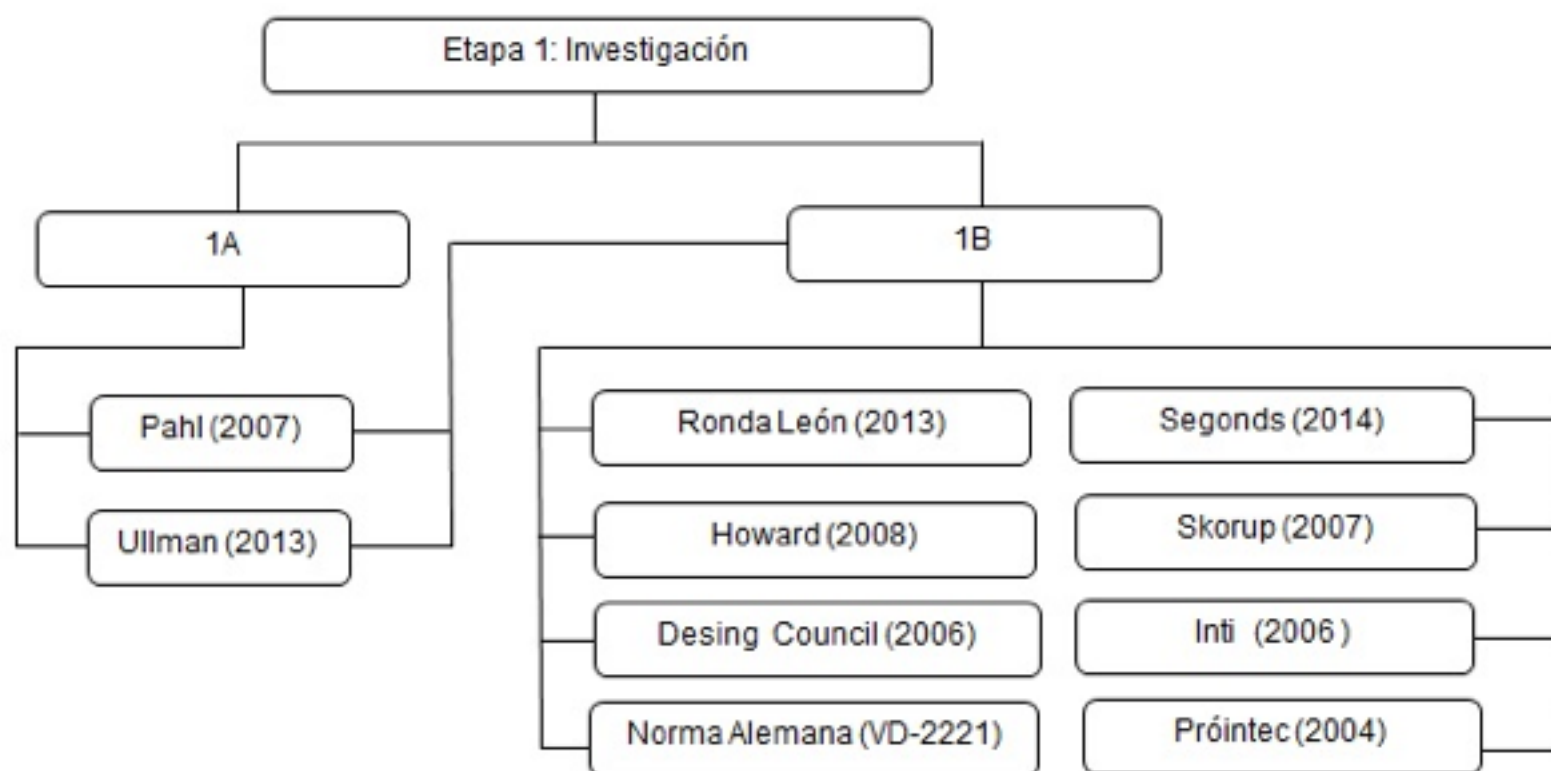 Etapa 1: Investigación
1A
1B
Pahl (2007)
Ullman (2013)
Ronda León (2013)
Howard (2008)
Desing Council (2006)
Norma Alemana (VD-2221)
Segonds (2014)
Skorup (2007)
Inti (2006)
Próintec (2004)